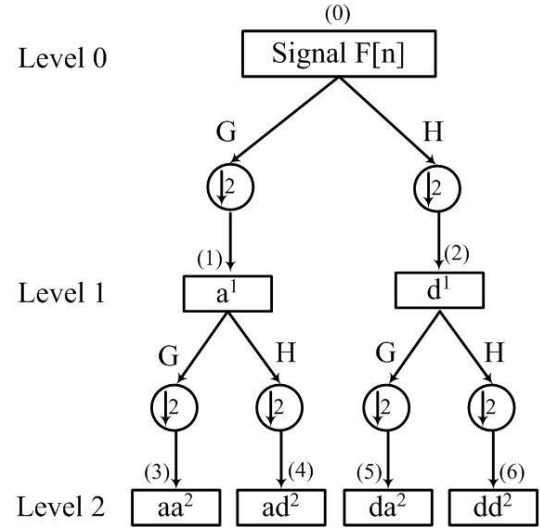 (0)
Level 0 Signal F[n]
G H
↓2 ↓2
(1) (2)
Level 1 a¹ d¹
G H G H
↓2 ↓2 ↓2 ↓2
(3) (4) (5) (6)
Level 2 aa² ad² da² dd²